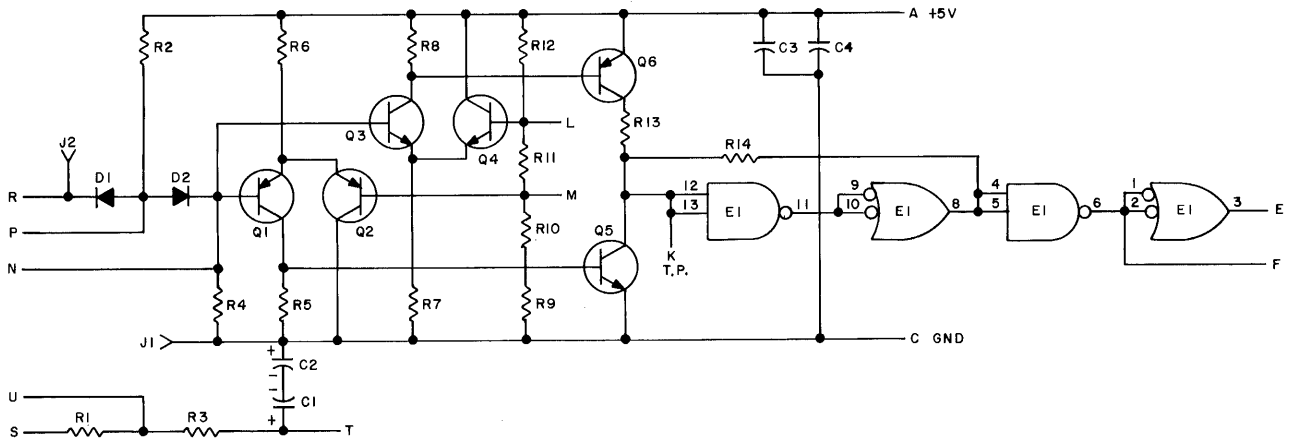 A +5V
R2
R6
R8
R12
C3
C4
Q6
J2
Q3
Q4
L
R13
D1
D2
R11
R14
R
M
12
13
E1
11
9
10
E1
8
4
5
E1
6
1
2
E1
3
E
P
Q1
Q2
R10
Q5
K
T.P.
N
F
R4
R5
R7
R9
J1
C GND
+
C2
-
-
C1
+
U
S
R1
R3
T